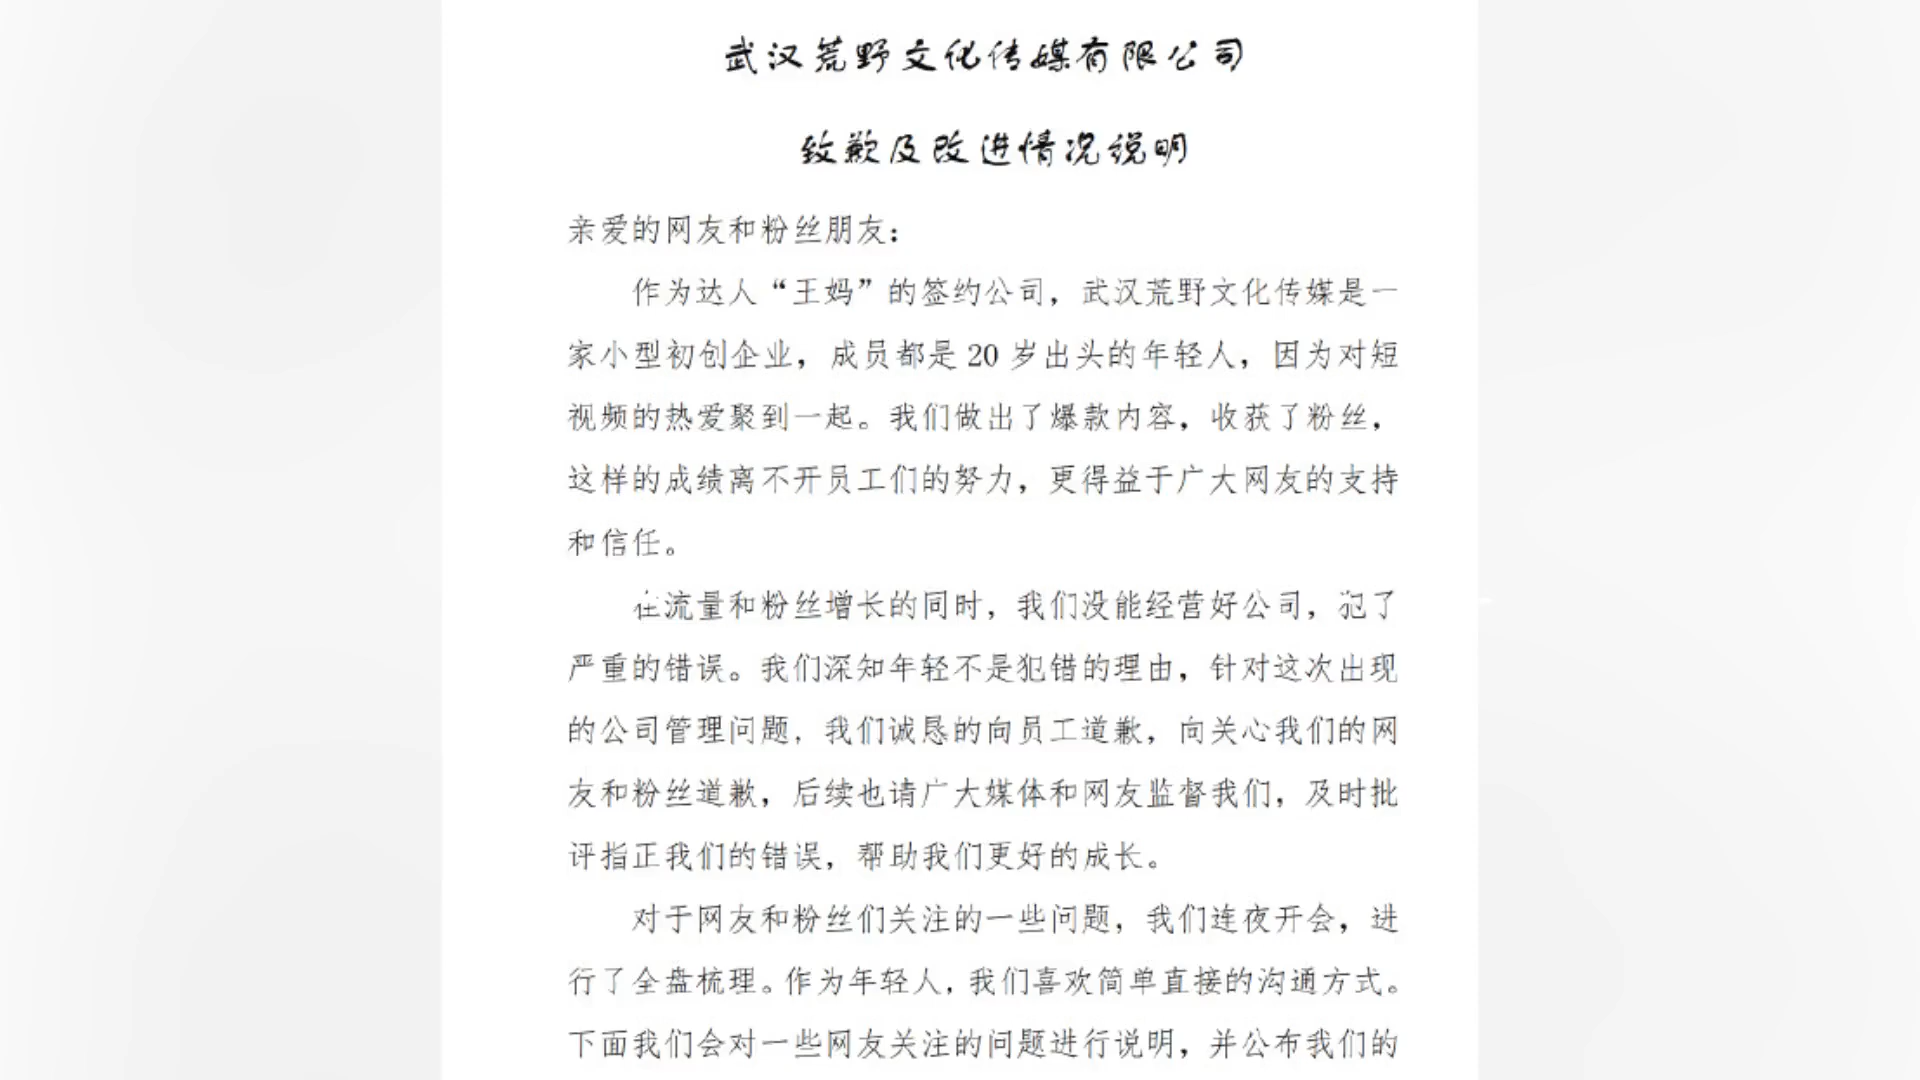 武汉荒野文化传媒有限公司
致歉及改进情况说明
亲爱的网友和粉丝朋友：
作为达人“王妈”的签约公司，武汉荒野文化传媒是一
家小型初创企业，成员都是 20 岁出头的年轻人，因为对短
视频的热爱聚到一起。我们做出了爆款内容，收获了粉丝，
这样的成绩离不开员工们的努力，更得益于广大网友的支持
和信任。
在流量和粉丝增长的同时，我们没能经营好公司，犯了
严重的错误。我们深知年轻不是犯错的理由，针对这次出现
的公司管理问题，我们诚恳的向员工道歉，向关心我们的网
友和粉丝道歉，后续也请广大媒体和网友监督我们，及时批
评指正我们的错误，帮助我们更好的成长。
对于网友和粉丝们关注的一些问题，我们连夜开会，进
行了全盘梳理。作为年轻人，我们喜欢简单直接的沟通方式。
下面我们会对一些网友关注的问题进行说明，并公布我们的